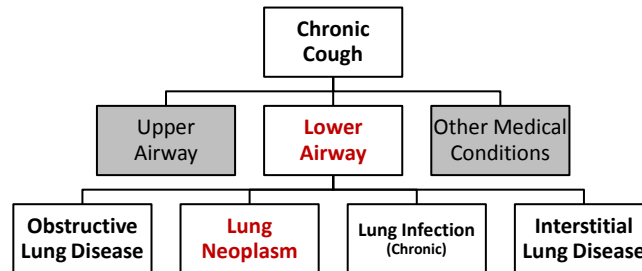 Chronic
Cough
Upper
Airway
Lower
Airway
Other Medical
Conditions
Obstructive
Lung Disease
Lung
Neoplasm
Lung Infection
(Chronic)
Interstitial
Lung Disease